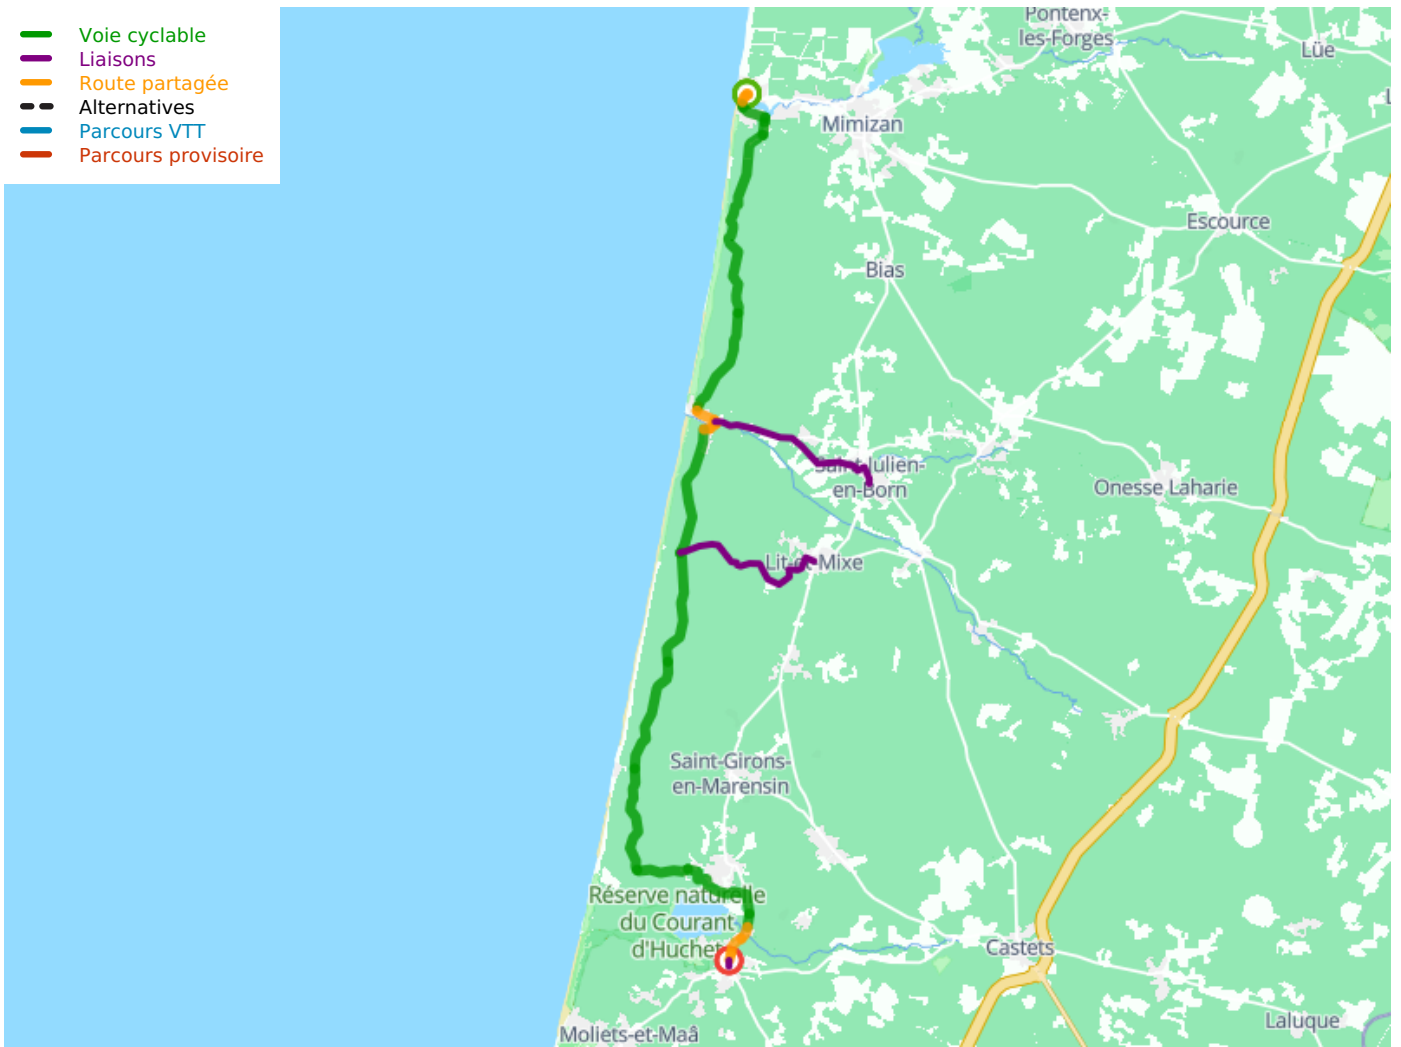 Voie cyclable
Liaisons
Route partagée
Alternatives
Parcours VTT
Parcours provisoire
Pontenx-
les-Forges
Lüe
L
Mimizan
Escource
Bias
Saint-Julien-
en-Born
Onesse Laharie
Lit-et-Mixe
Saint-Girons-
en-Marensin
Réserve naturelle
du Courant
d'Huchet
Castets
Laluque
Moliets-et-Maâ